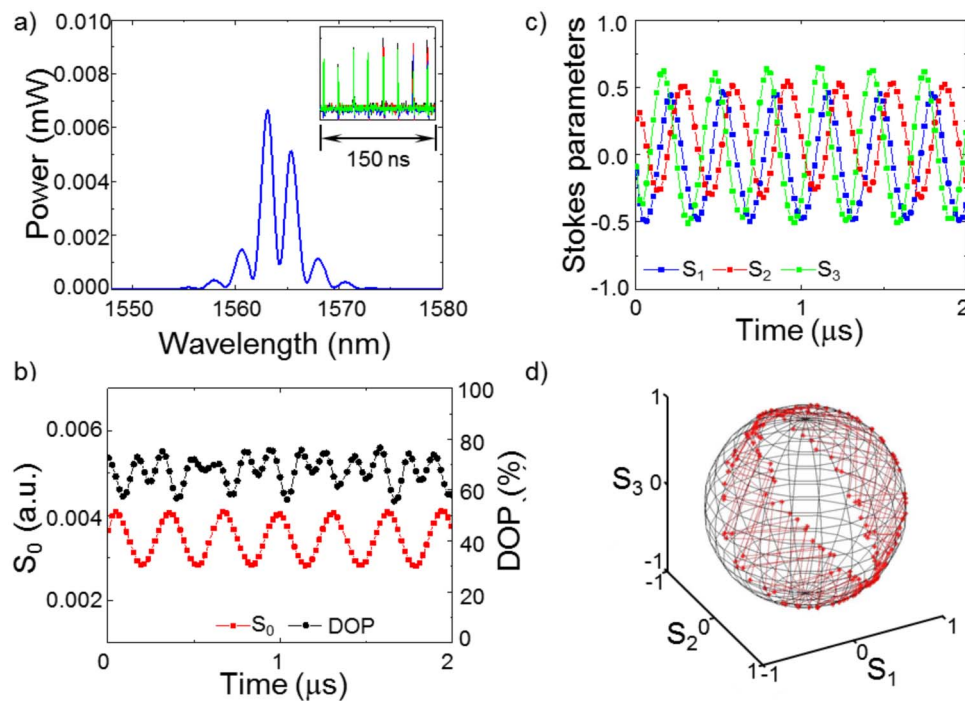 a)
0.010
0.008
0.006
0.004
0.002
0.000
Power (mW)
150 ns
1550
1560
1570
1580
Wavelength (nm)
b)
0.006
0.004
0.002
S0 (a.u.)
100
80
60
40
30
20
10
0
DOP (%)
S0
DOP
0
1
2
Time (μs)
c)
1.0
0.5
0.0
-0.5
-1.0
Stokes parameters
S1
S2
S3
0
1
2
Time (μs)
d)
1
0
-1
S3
-1
0
1
S2
-1
0
1
S1